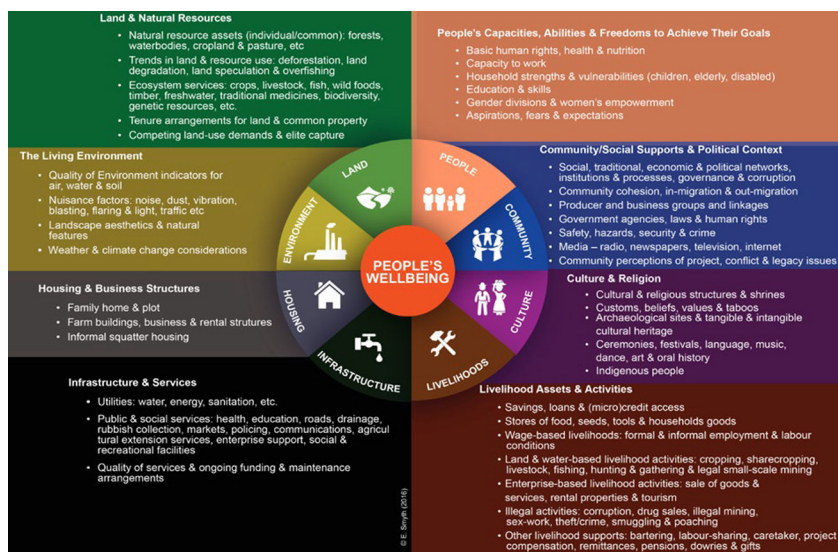 Land & Natural Resources
• Natural resource assets (individual/common): forests,
waterbodies, cropland & pasture, etc
• Trends in land & resource use: deforestation, land
degradation, land speculation & overfishing
• Ecosystem services: crops, livestock, fish, wild foods,
timber, freshwater, traditional medicines, biodiversity,
genetic resources, etc.
• Tenure arrangements for land & common property
• Competing land-use demands & elite capture
People's Capacities, Abilities & Freedoms to Achieve Their Goals
• Basic human rights, health & nutrition
• Capacity to work
• Household strengths & vulnerabilities (children, elderly, disabled)
• Education & skills
• Gender divisions & women's empowerment
• Aspirations, fears & expectations
The Living Environment
• Quality of Environment indicators for
air, water & soil
• Nuisance factors: noise, dust, vibration,
blasting, flaring & light, traffic etc
• Landscape aesthetics & natural
features
• Weather & climate change considerations
Community/Social Supports & Political Context
• Social, traditional, economic & political networks,
institutions & processes, governance & corruption
• Community cohesion, in-migration & out-migration
• Producer and business groups and linkages
• Government agencies, laws & human rights
• Safety, hazards, security & crime
• Media – radio, newspapers, television, internet
• Community perceptions of project, conflict & legacy issues
LAND
PEOPLE
ENVIRONMENT
COMMUNITY
PEOPLE'S
WELLBEING
HOUSING
CULTURE
INFRASTRUCTURE
LIVELIHOODS
Housing & Business Structures
• Family home & plot
• Farm buildings, business & rental strutures
• Informal squatter housing
Culture & Religion
• Cultural & religious structures & shrines
• Customs, beliefs, values & taboos
• Archaeological sites & tangible & intangible
cultural heritage
• Ceremonies, festivals, language, music,
dance, art & oral history
• Indigenous people
Infrastructure & Services
• Utilities: water, energy, sanitation, etc.
• Public & social services: health, education, roads, drainage,
rubbish collection, markets, policing, communications, agricul
tural extension services, enterprise support, social &
recreational facilities
• Quality of services & ongoing funding & maintenance
arrangements
Livelihood Assets & Activities
• Savings, loans & (micro)credit access
• Stores of food, seeds, tools & households goods
• Wage-based livelihoods: formal & informal employment & labour
conditions
• Land & water-based livelihood activities: cropping, sharecropping,
livestock, fishing, hunting & gathering & legal small-scale mining
• Enterprise-based livelihood activities: sale of goods &
services, rental properties & tourism
• Illegal activities: corruption, drug sales, illegal mining,
sex-work, theft/crime, smuggling & poaching
• Other livelihood supports: bartering, labour-sharing, caretaker, project
compensation, remittances, pensions, dowries & gifts
© E. Smyth (2016)